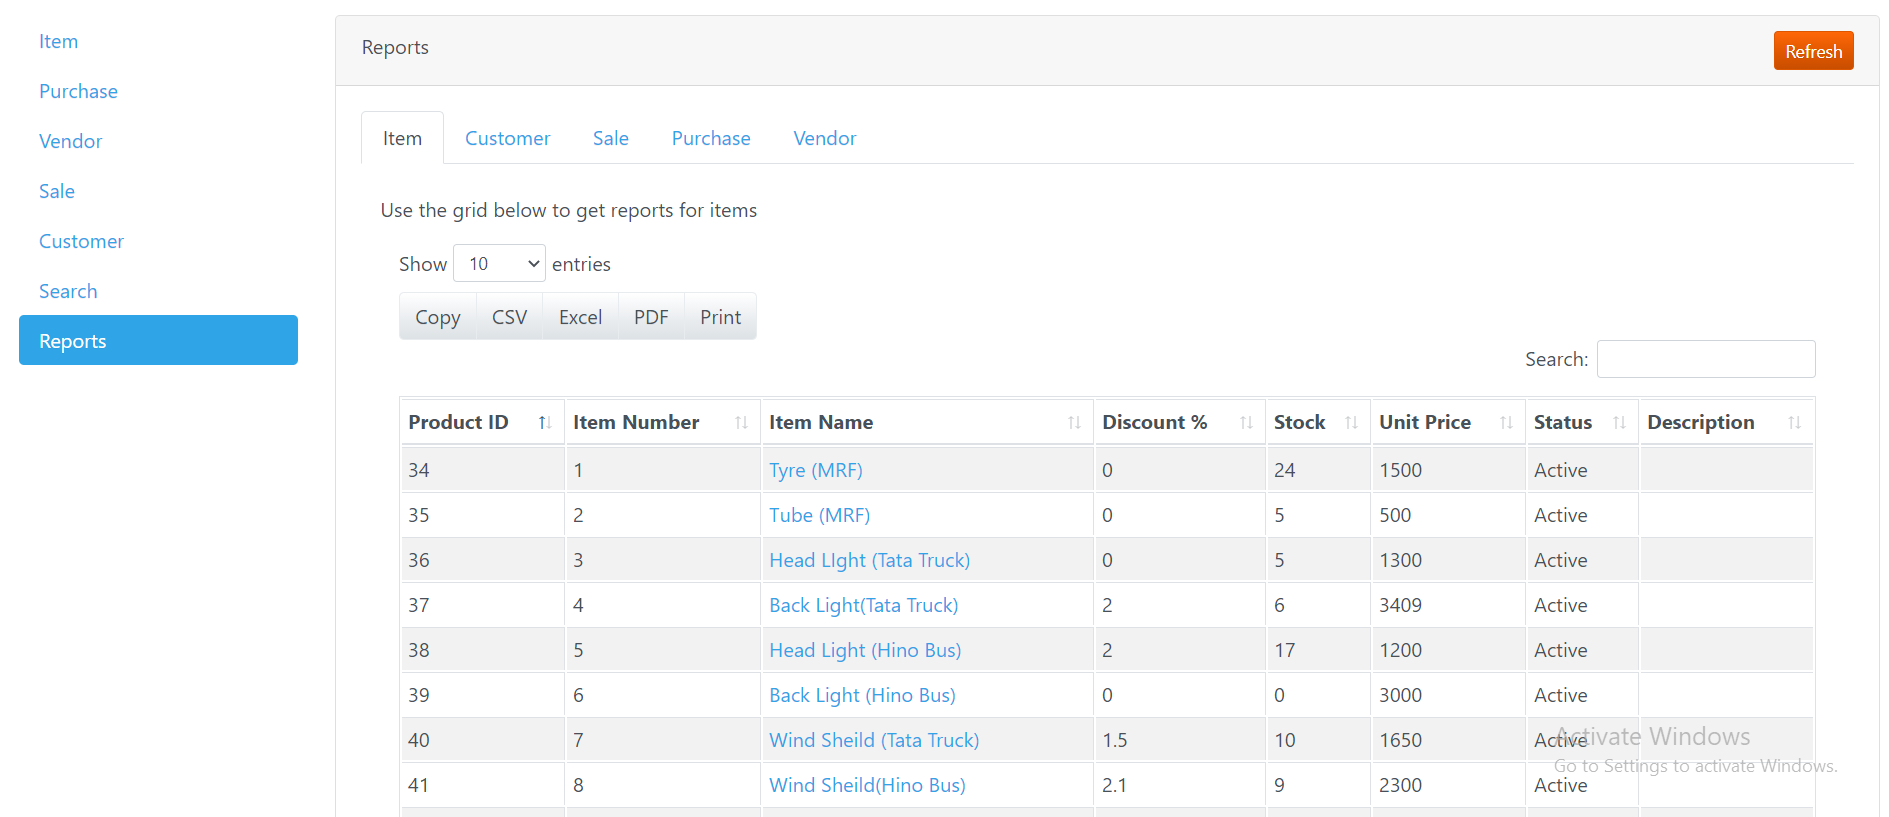 Item
Purchase
Vendor
Sale
Customer
Search
Reports
Reports
Refresh
Item Customer Sale Purchase Vendor
Use the grid below to get reports for items
Show 10 entries
Copy CSV Excel PDF Print
Search:
Product ID Item Number Item Name Discount % Stock Unit Price Status Description
34 1 Tyre (MRF) 0 24 1500 Active
35 2 Tube (MRF) 0 5 500 Active
36 3 Head LIght (Tata Truck) 0 5 1300 Active
37 4 Back Light(Tata Truck) 2 6 3409 Active
38 5 Head Light (Hino Bus) 2 17 1200 Active
39 6 Back Light (Hino Bus) 0 0 3000 Active
40 7 Wind Sheild (Tata Truck) 1.5 10 1650 Active
41 8 Wind Sheild(Hino Bus) 2.1 9 2300 Active
Activate Windows
Go to Settings to activate Windows.